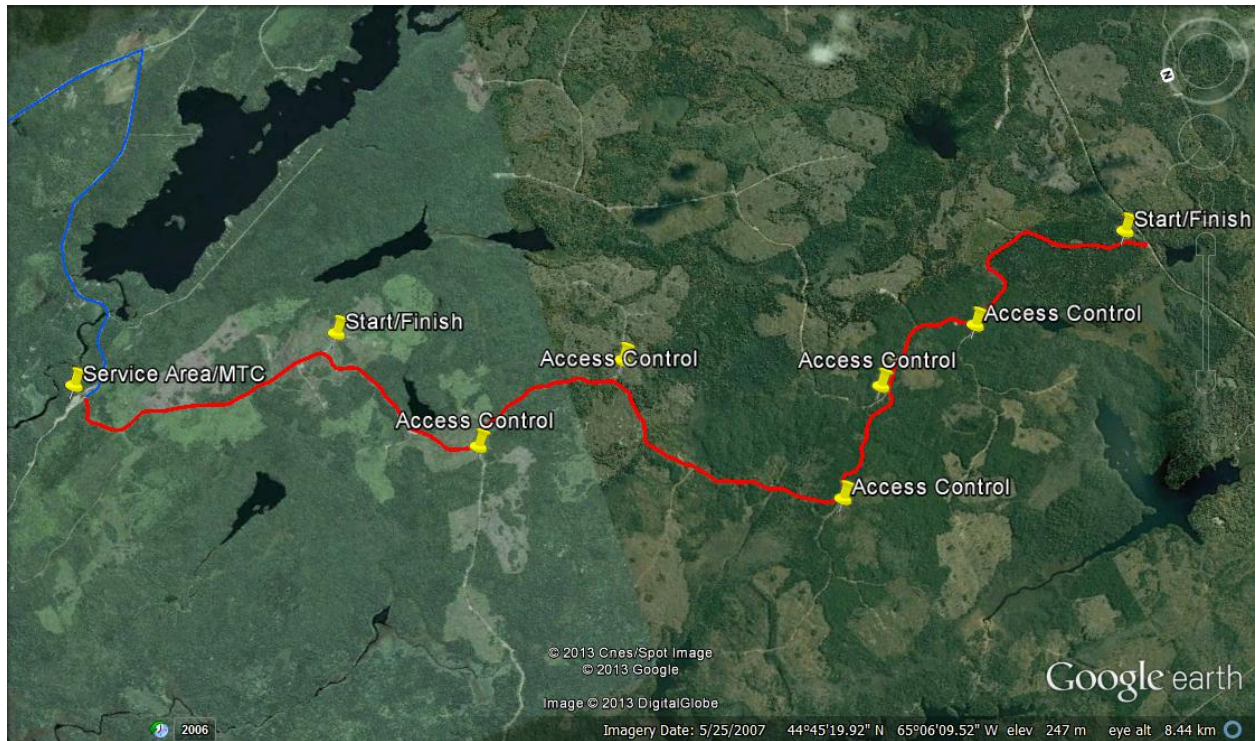 N
Start/Finish
Access Control
Start/Finish
Access Control
Access Control
Service Area/MTC
Access Control
Access Control
© 2013 Cnes/Spot Image
© 2013 Google
Image © 2013 DigitalGlobe
Google earth
2006
Imagery Date: 5/25/2007 44°45'19.92" N 65°06'09.52" W elev 247 m eye alt 8.44 km